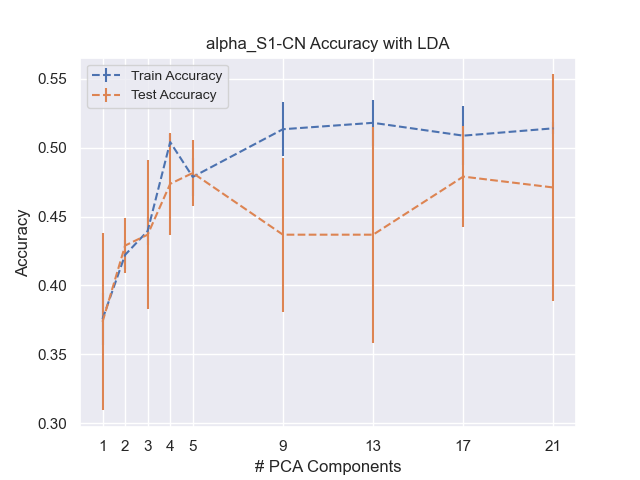 alpha_S1-CN Accuracy with LDA
Train Accuracy
Test Accuracy
0.55
0.50
0.45
0.40
0.35
0.30
Accuracy
1 2 3 4 5 9 13 17 21
# PCA Components